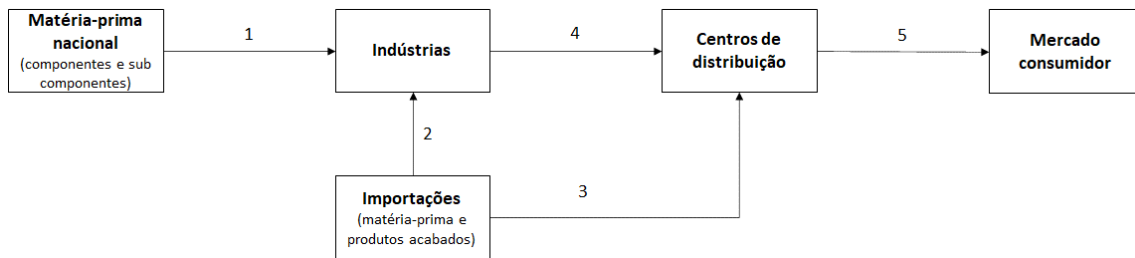 Matéria-prima
nacional
(componentes e sub
componentes)
1
Indústrias
4
Centros de
distribuição
5
Mercado
consumidor
2
Importações
(matéria-prima e
produtos acabados)
3